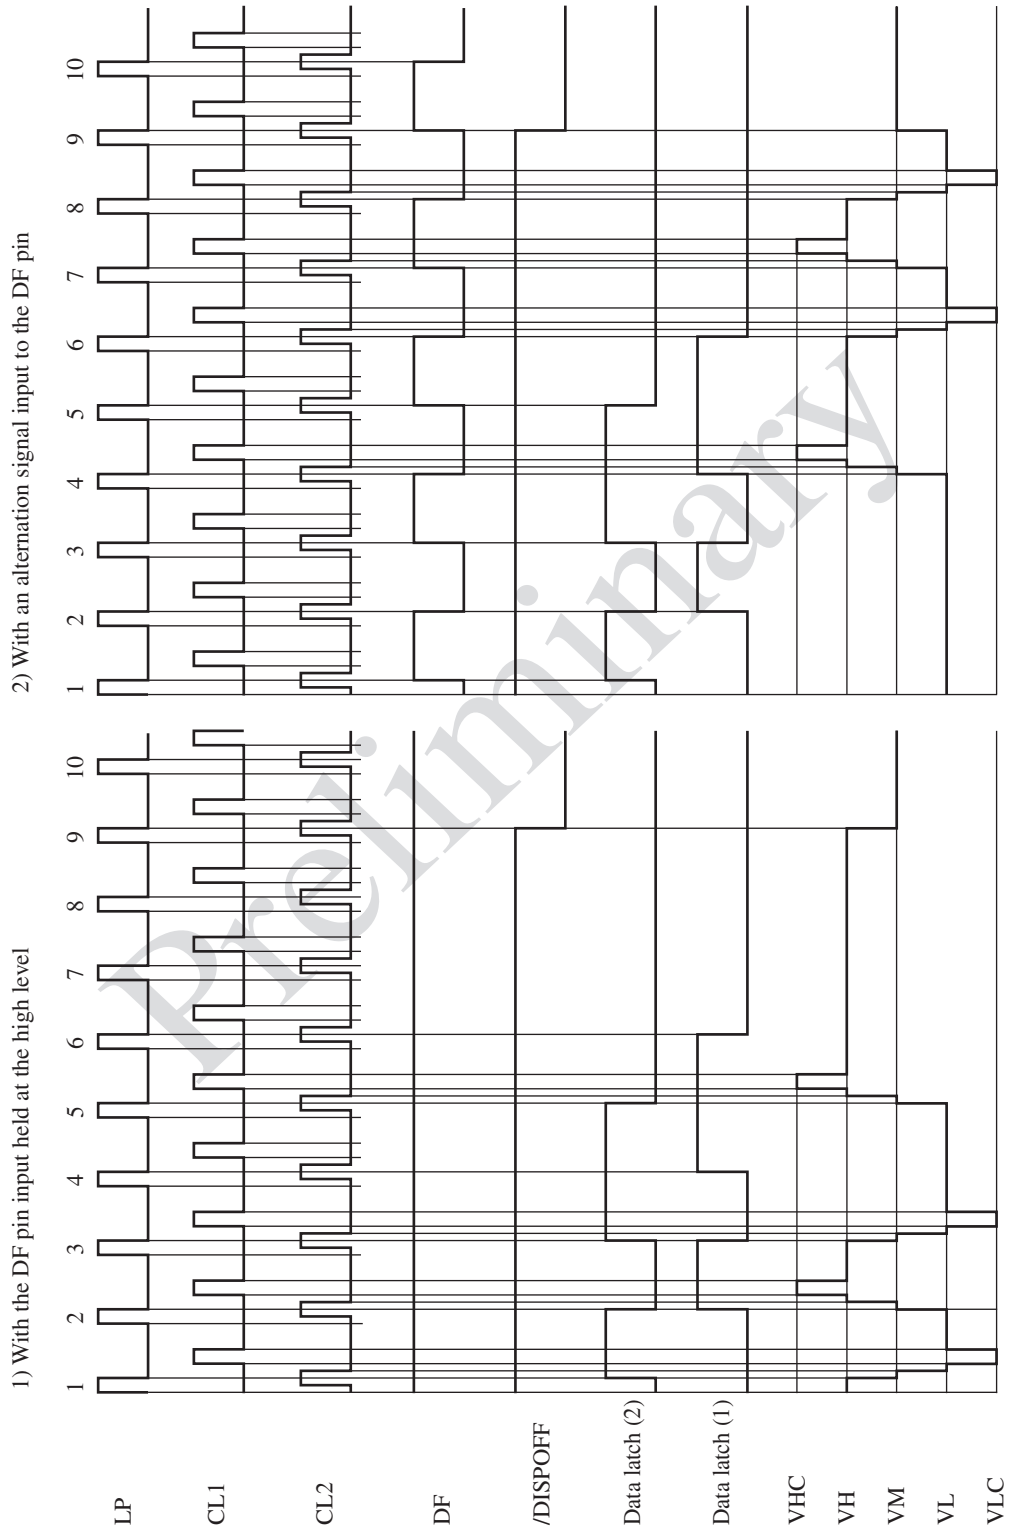 1) With the DF pin input held at the high level
2) With an alternation signal input to the DF pin
1 2 3 4 5 6 7 8 9 10
1 2 3 4 5 6 7 8 9 10
LP
CL1
CL2
DF
/DISPOFF
Data latch (2)
Data latch (1)
VHC
VH
VM
VL
VLC
Preliminary